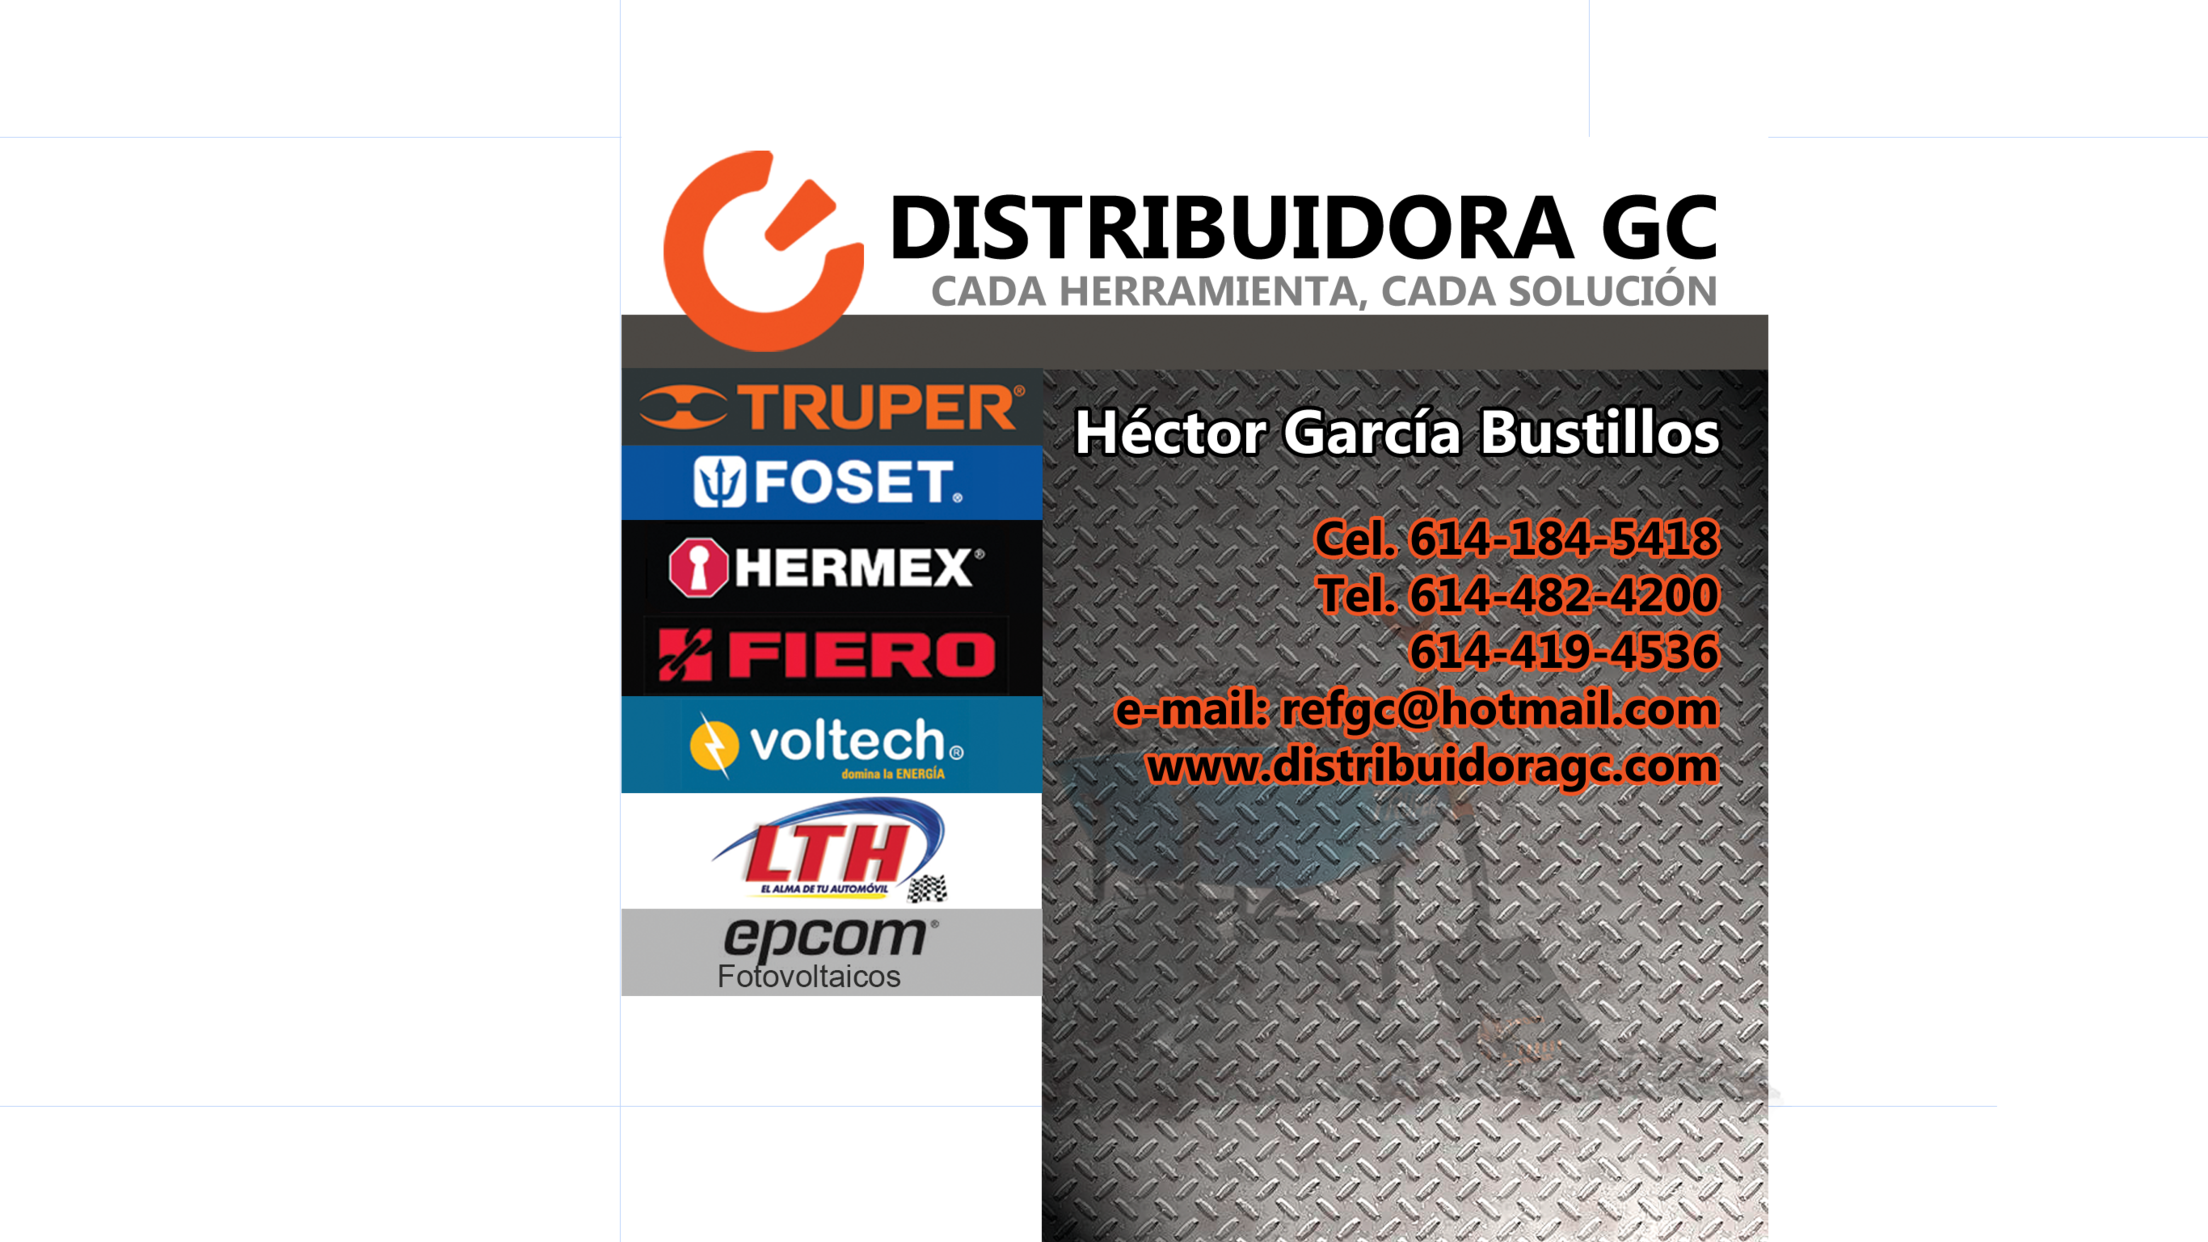 DISTRIBUIDORA GC
CADA HERRAMIENTA, CADA SOLUCIÓN
TRUPER®
FOSET®
HERMEX®
FIERO
voltech®
domina la ENERGÍA
LTH
EL ALMA DE TU AUTOMÓVIL
epcom®
Fotovoltaicos
Héctor García Bustillos
Cel. 614-184-5418
Tel. 614-482-4200
614-419-4536
e-mail: refgc@hotmail.com
www.distribuidoragc.com